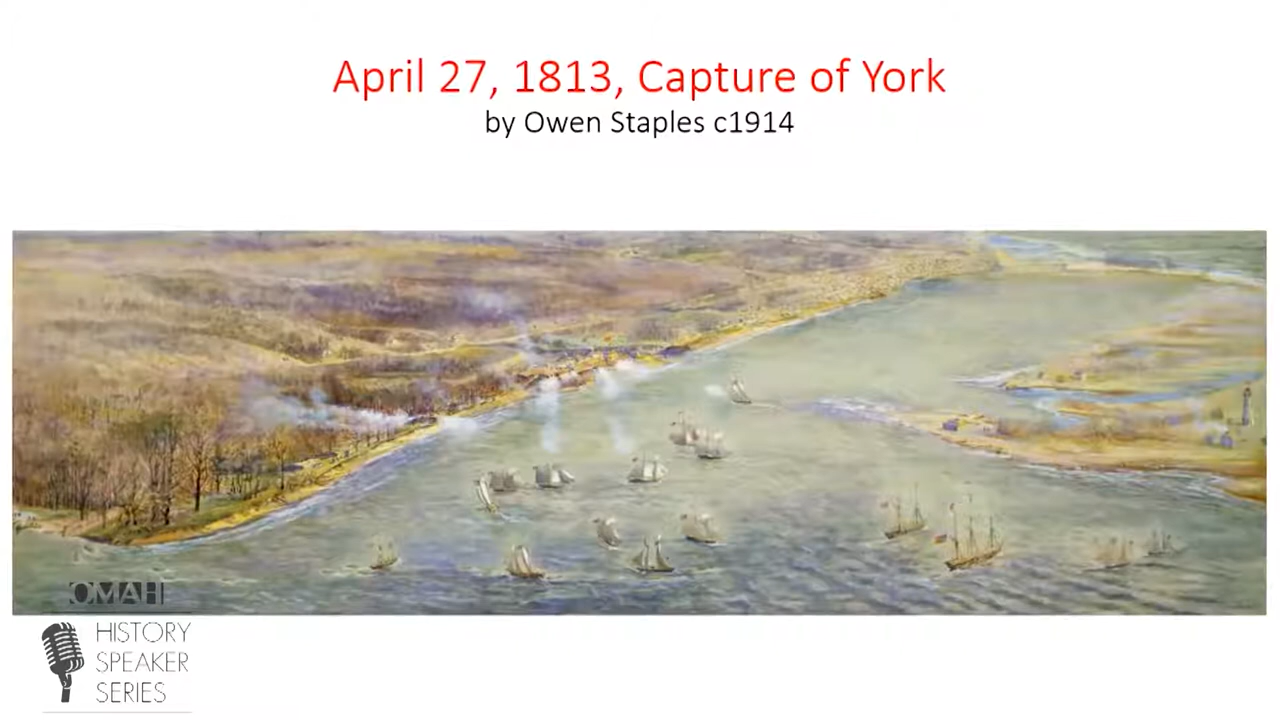 April 27, 1813, Capture of York
by Owen Staples c1914
OMAH
HISTORY
SPEAKER
SERIES